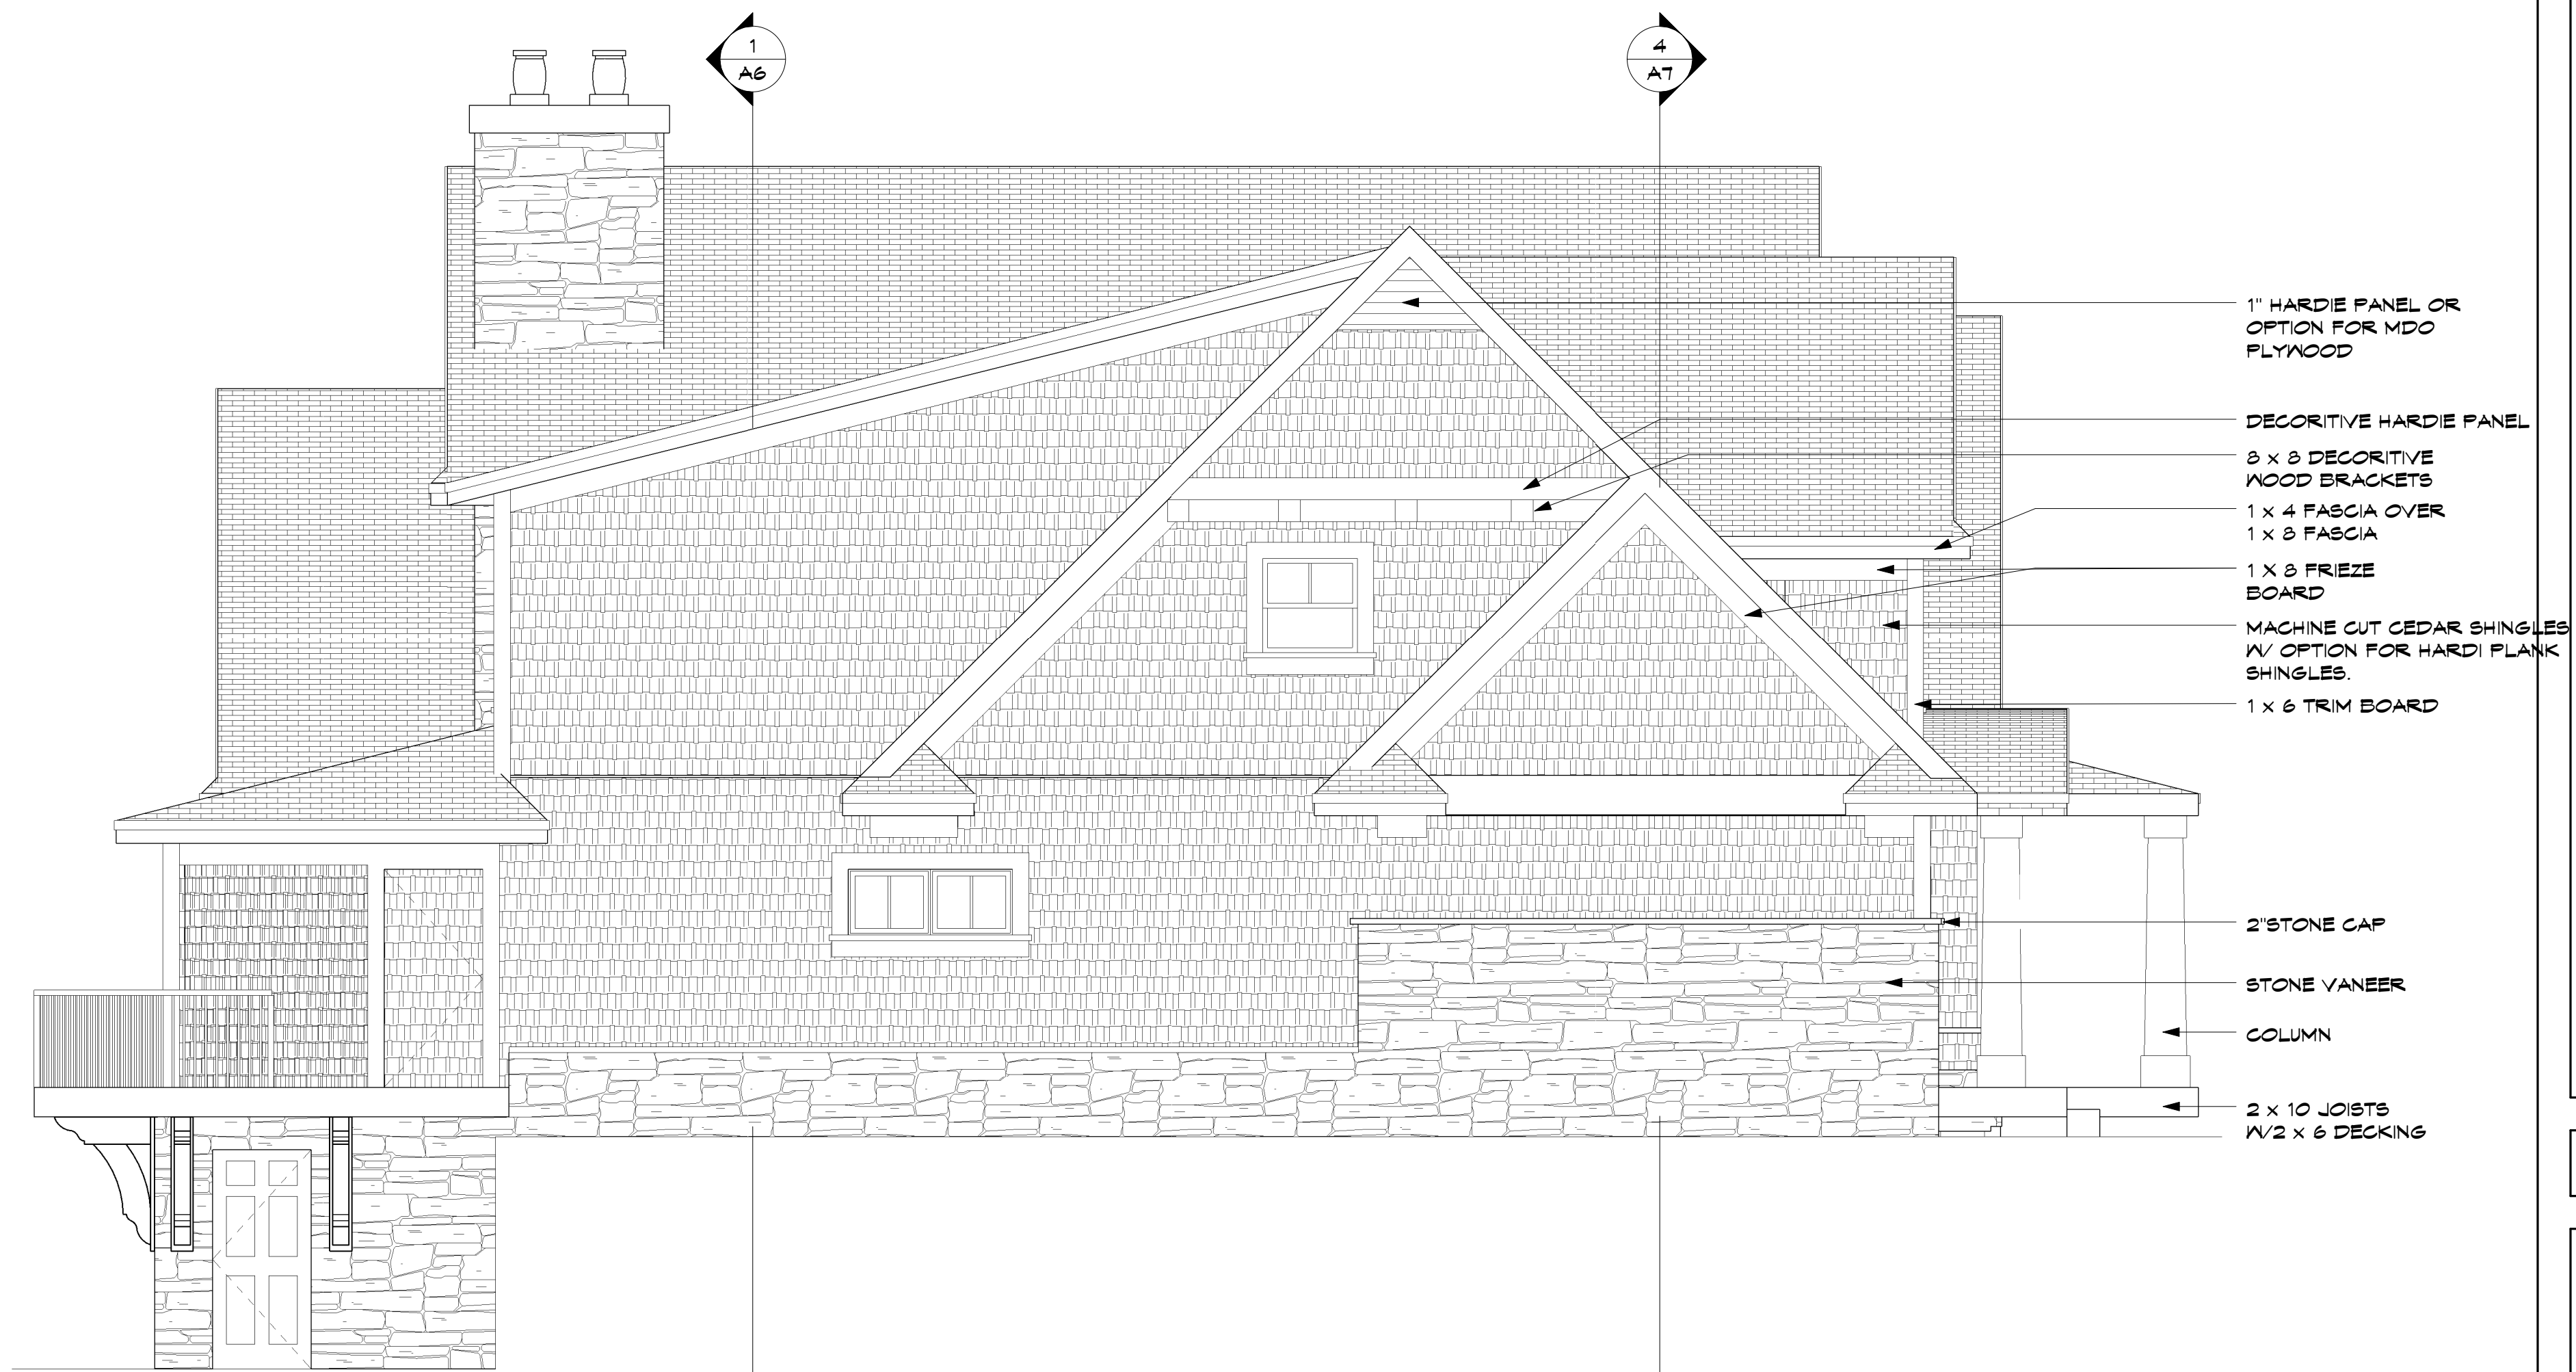 1
A6
4
A7
1" HARDIE PANEL OR
OPTION FOR MDO
PLYWOOD
DECORITIVE HARDIE PANEL
8 x 8 DECORITIVE
WOOD BRACKETS
1 x 4 FASCIA OVER
1 x 8 FASCIA
1 X 8 FRIEZE
BOARD
MACHINE CUT CEDAR SHINGLES
W/ OPTION FOR HARDI PLANK
SHINGLES.
1 x 6 TRIM BOARD
2"STONE CAP
STONE VANEER
COLUMN
2 x 10 JOISTS
W/2 x 6 DECKING